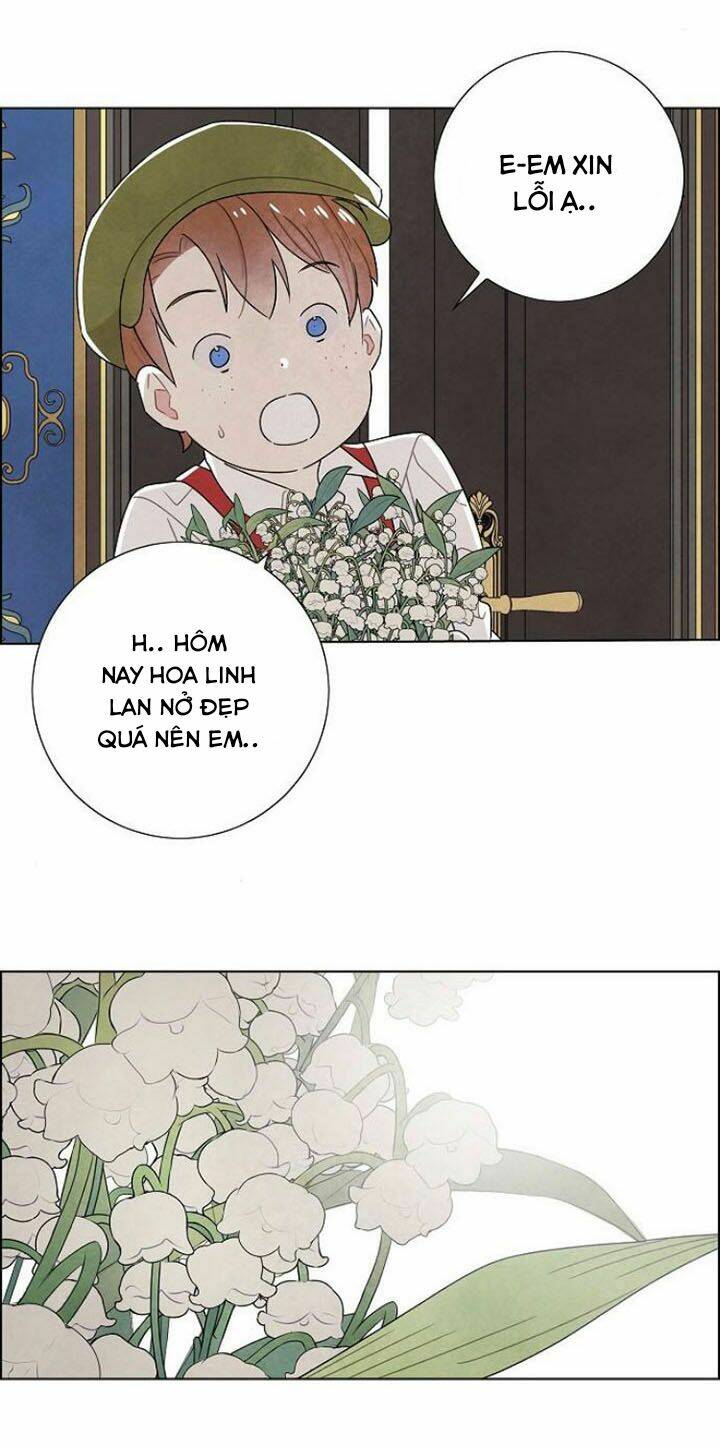 E-EM XIN
LỖI Ạ..
H.. HÔM
NAY HOA LINH
LAN NỞ ĐẸP
QUÁ NÊN EM..